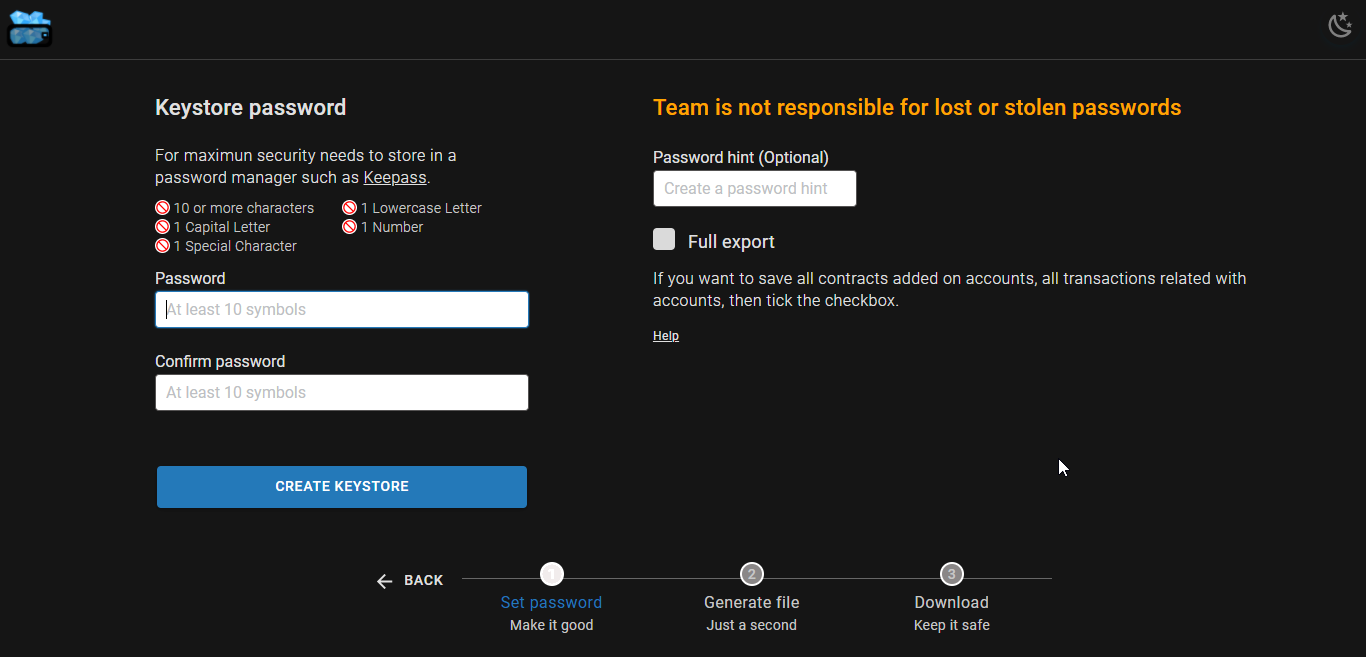 Keystore password
For maximun security needs to store in a
password manager such as Keepass.
10 or more characters
1 Lowercase Letter
1 Capital Letter
1 Number
1 Special Character
Password
At least 10 symbols
Confirm password
At least 10 symbols
CREATE KEYSTORE
Team is not responsible for lost or stolen passwords
Password hint (Optional)
Create a password hint
Full export
If you want to save all contracts added on accounts, all transactions related with
accounts, then tick the checkbox.
Help
BACK
1
Set password
Make it good
2
Generate file
Just a second
3
Download
Keep it safe